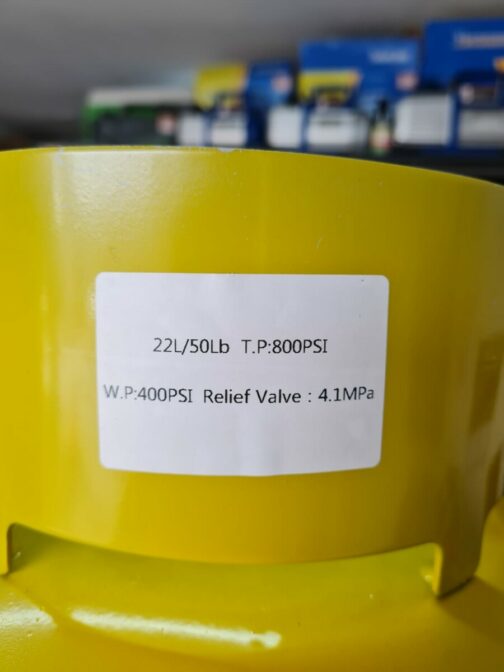 22L/50Lb T.P:800PSI
W.P:400PSI Relief Valve : 4.1MPa